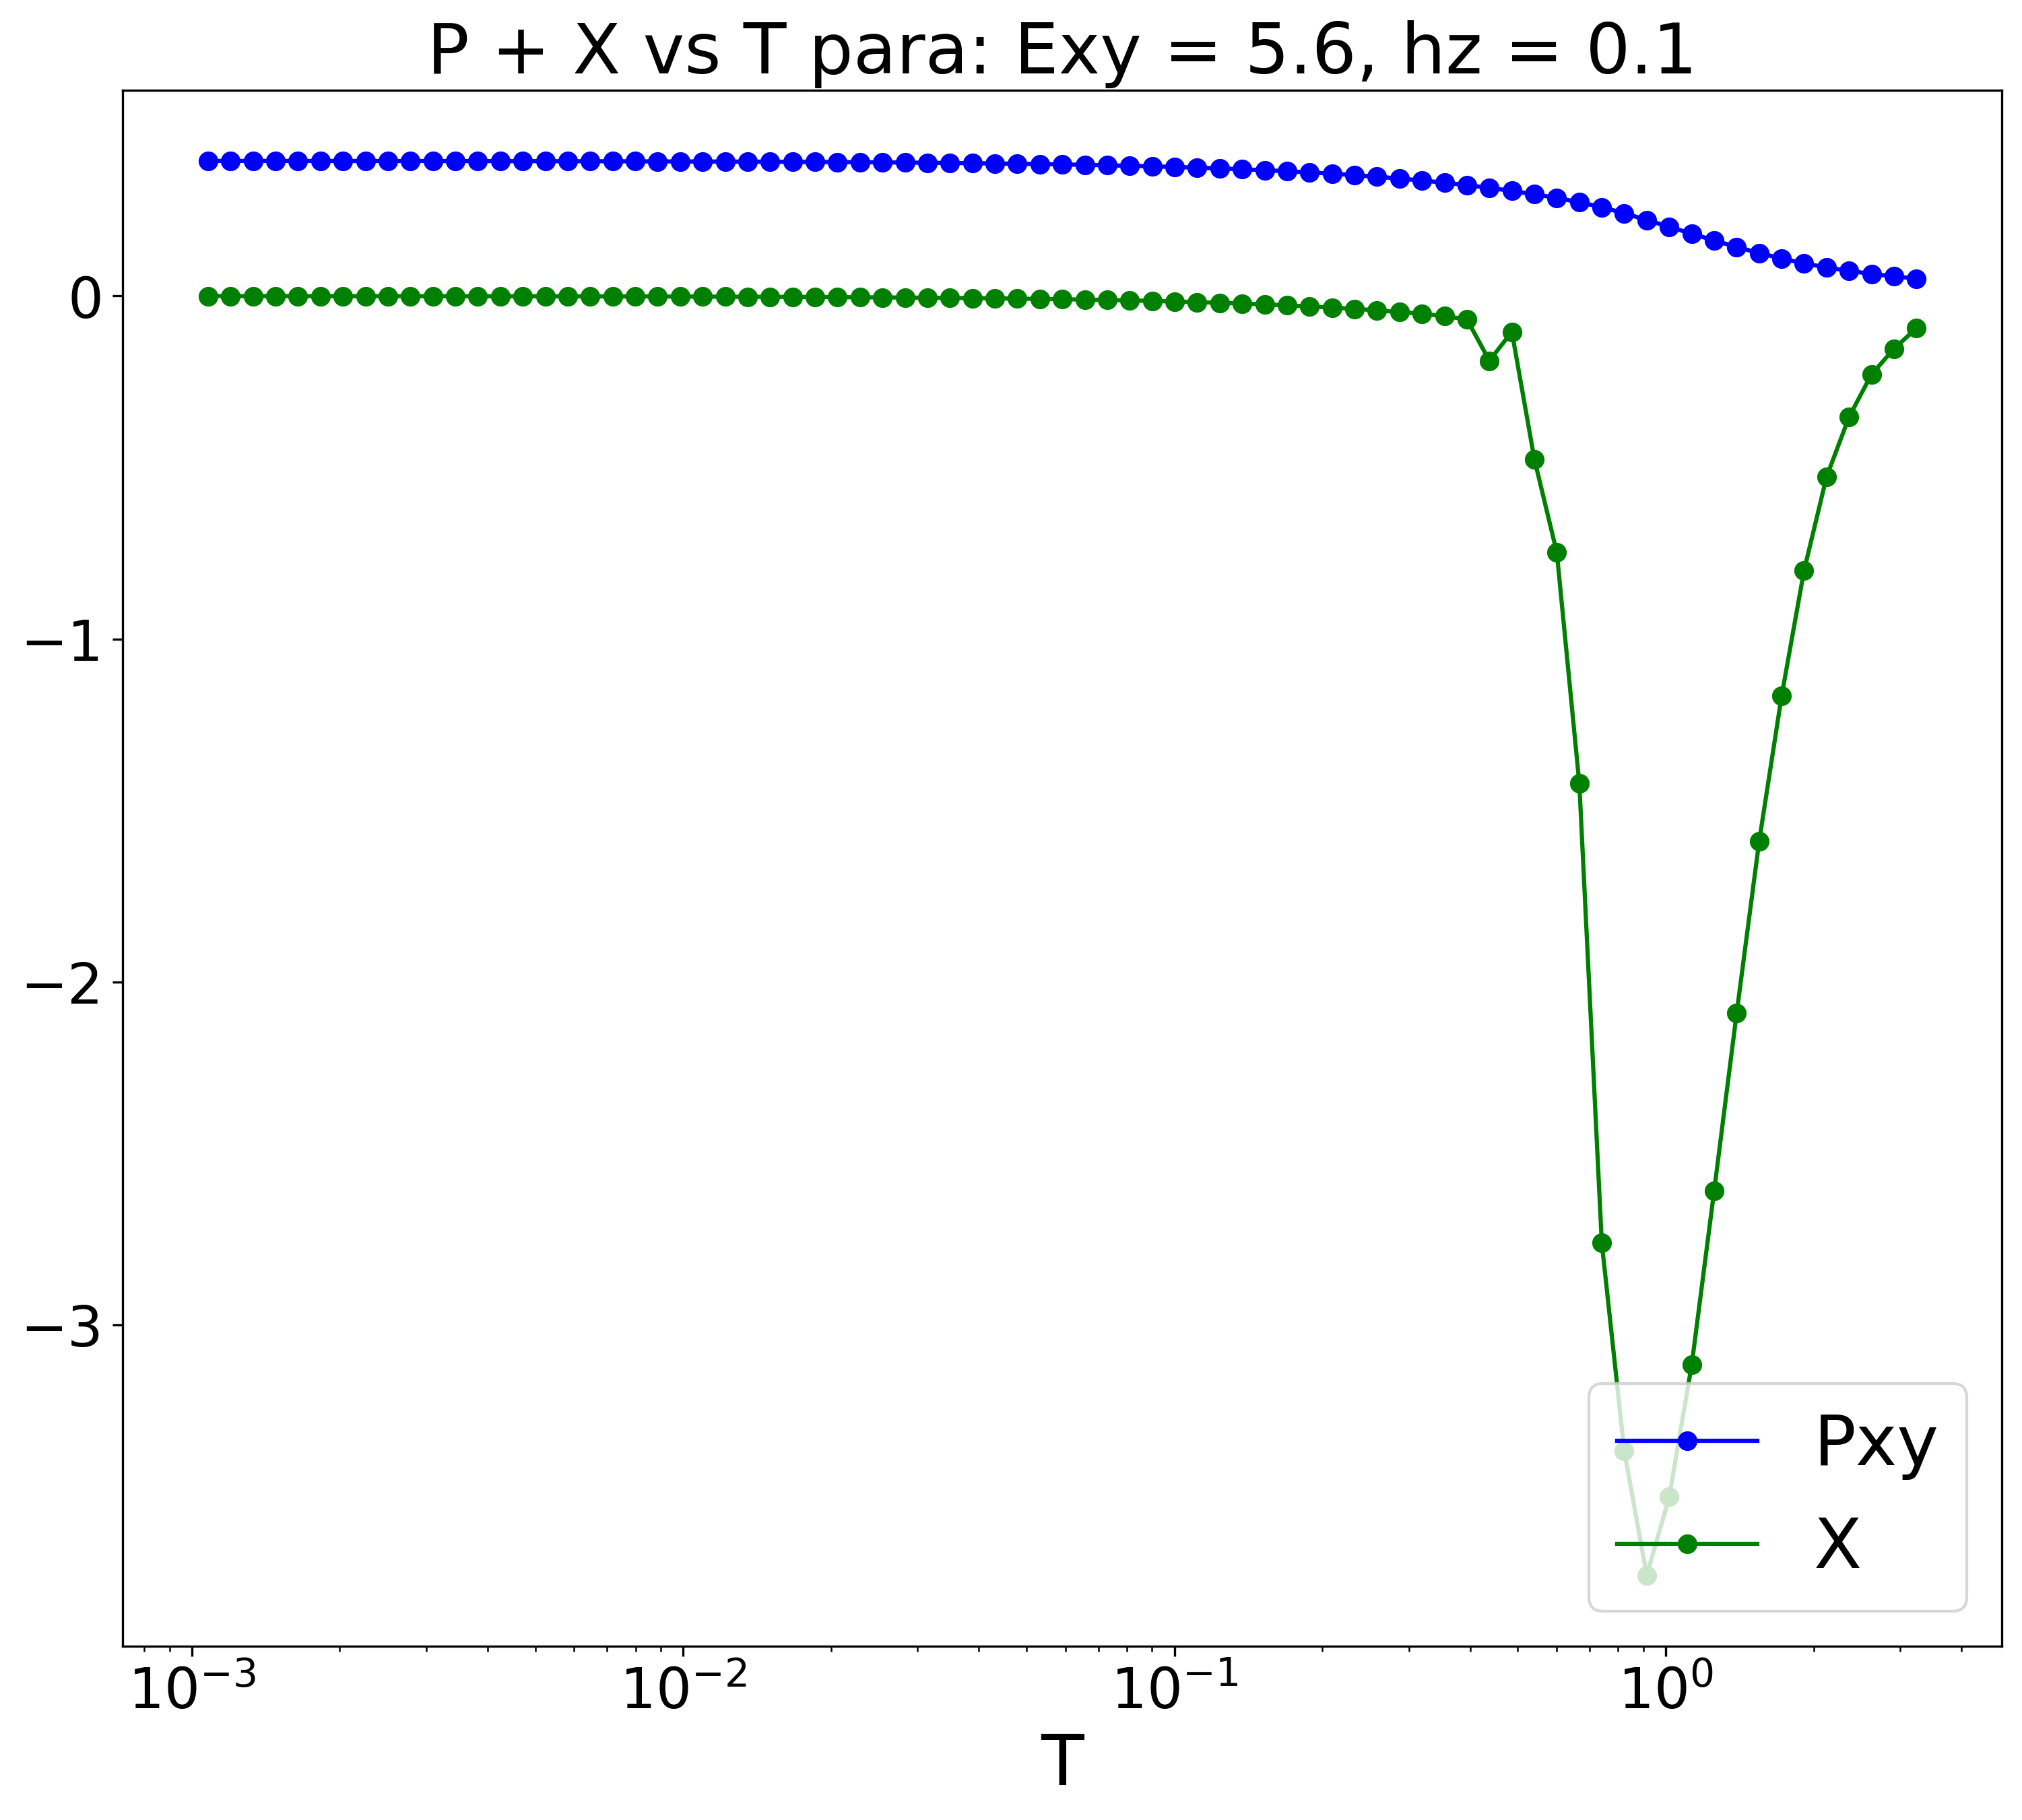 P + X vs T para: Exy = 5.6, hz = 0.1
0
−1
−2
−3
Pxy
X
10⁻³ 10⁻² 10⁻¹ 10⁰
T